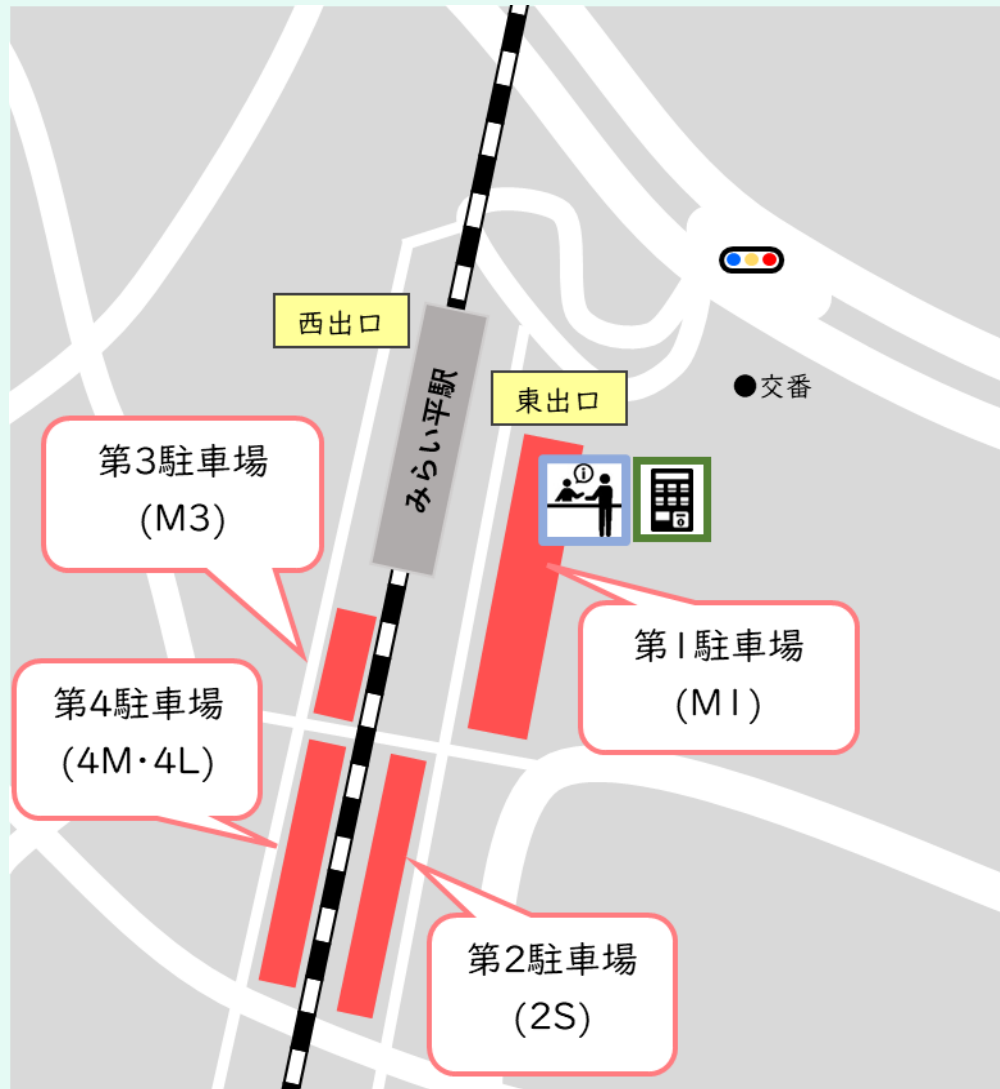 西出口
みらい平駅
東出口
●交番
第3駐車場
(M3)
第1駐車場
(M1)
第4駐車場
(4M・4L)
第2駐車場
(2S)